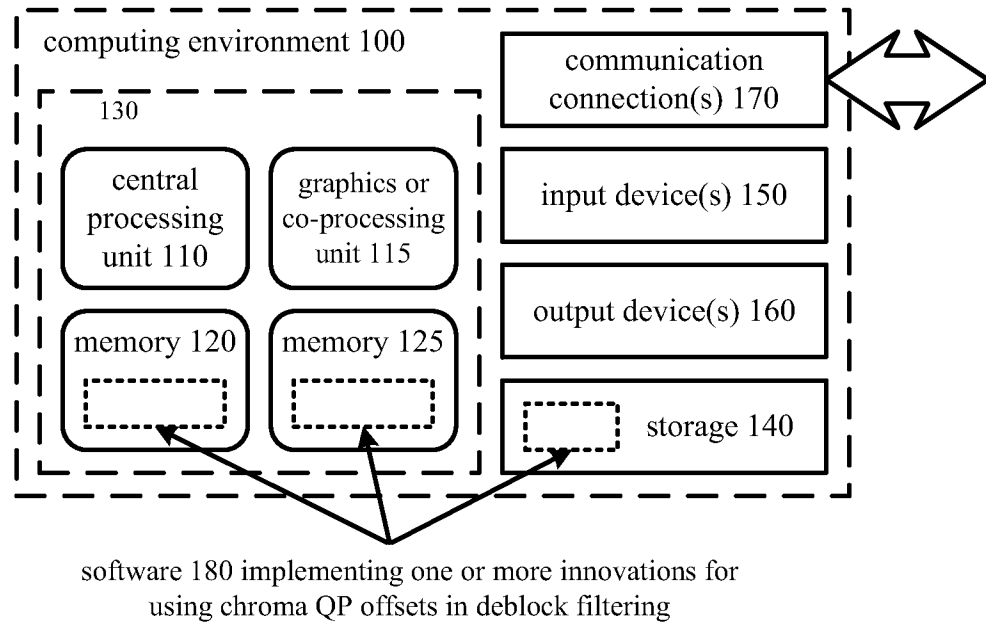 computing environment 100
130
central
processing
unit 110
graphics or
co-processing
unit 115
memory 120
memory 125
communication
connection(s) 170
input device(s) 150
output device(s) 160
storage 140
software 180 implementing one or more innovations for
using chroma QP offsets in deblock filtering